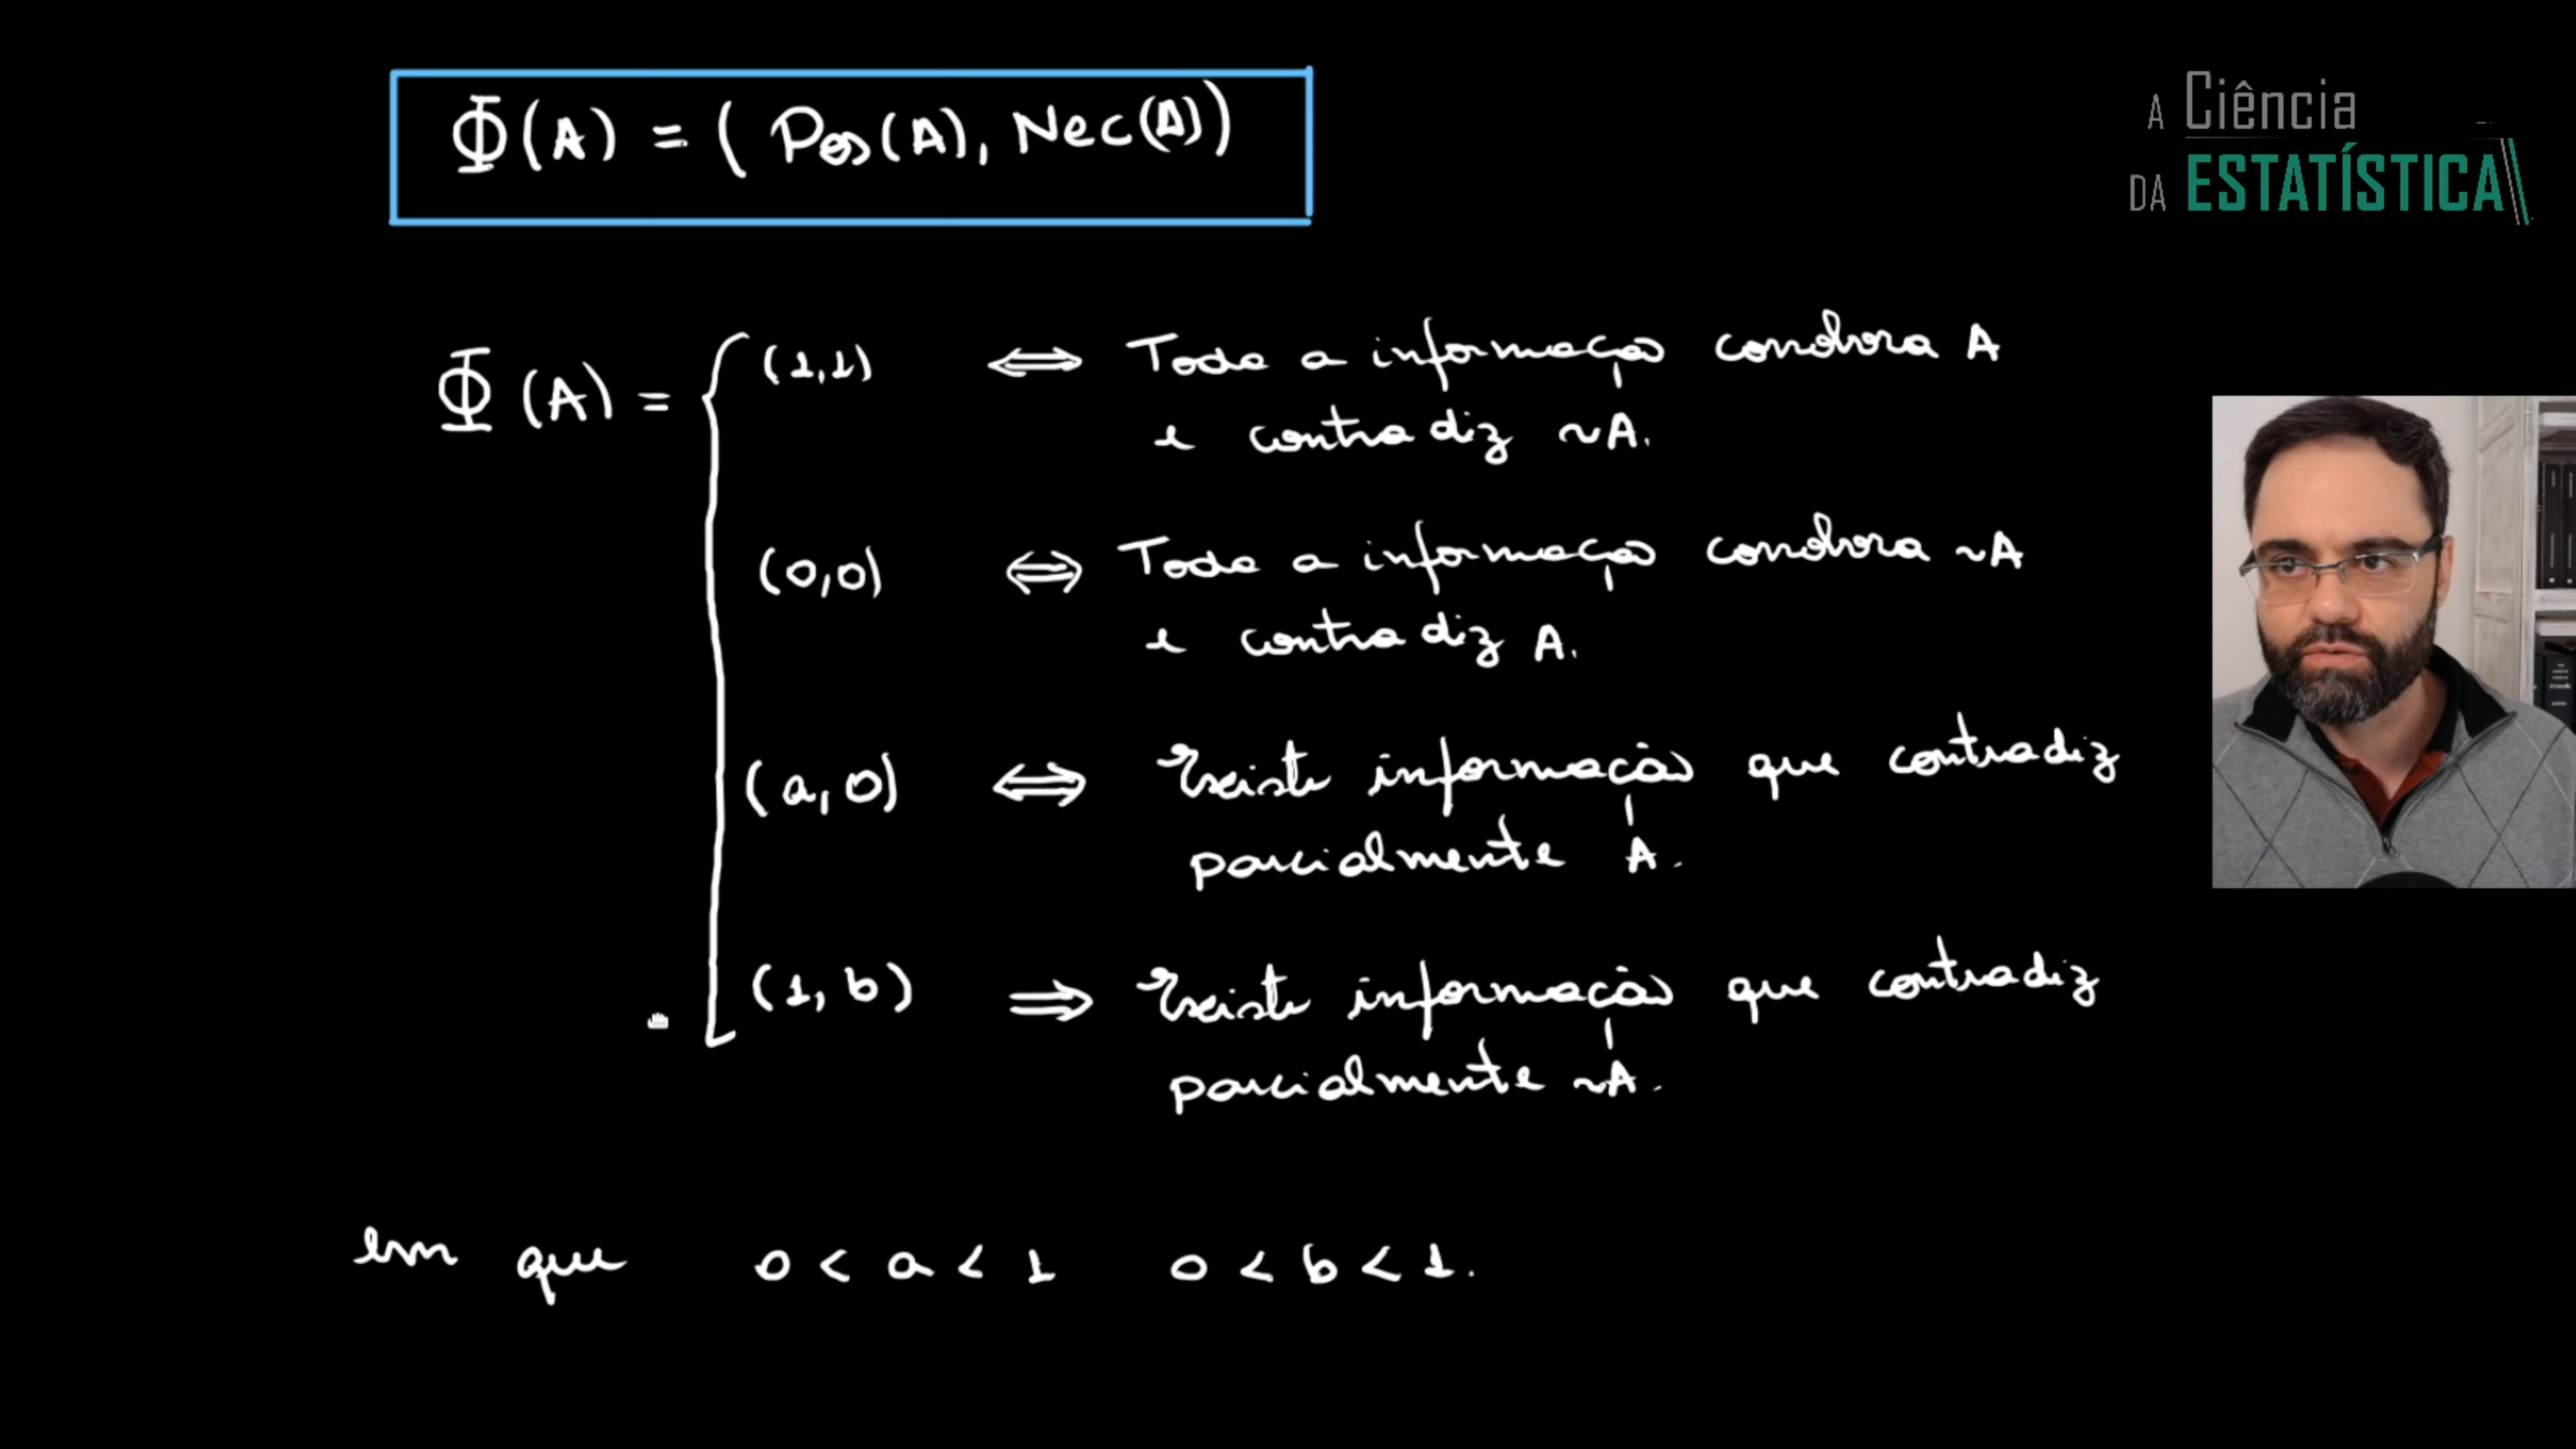 Φ(A) = ( Pos(A), Nec(A))
A Ciência
DA ESTATÍSTICA
Φ(A) = { (1,1) ⟺ Toda a informação corrobora A
e contradiz ~A.
(0,0) ⟺ Toda a informação corrobora ~A
e contradiz A.
(a,0) ⟺ Existe informação que contradiz
parcialmente A.
(1,b) ⟹ Existe informação que contradiz
parcialmente ~A.
em que 0 < a < 1 0 < b < 1.